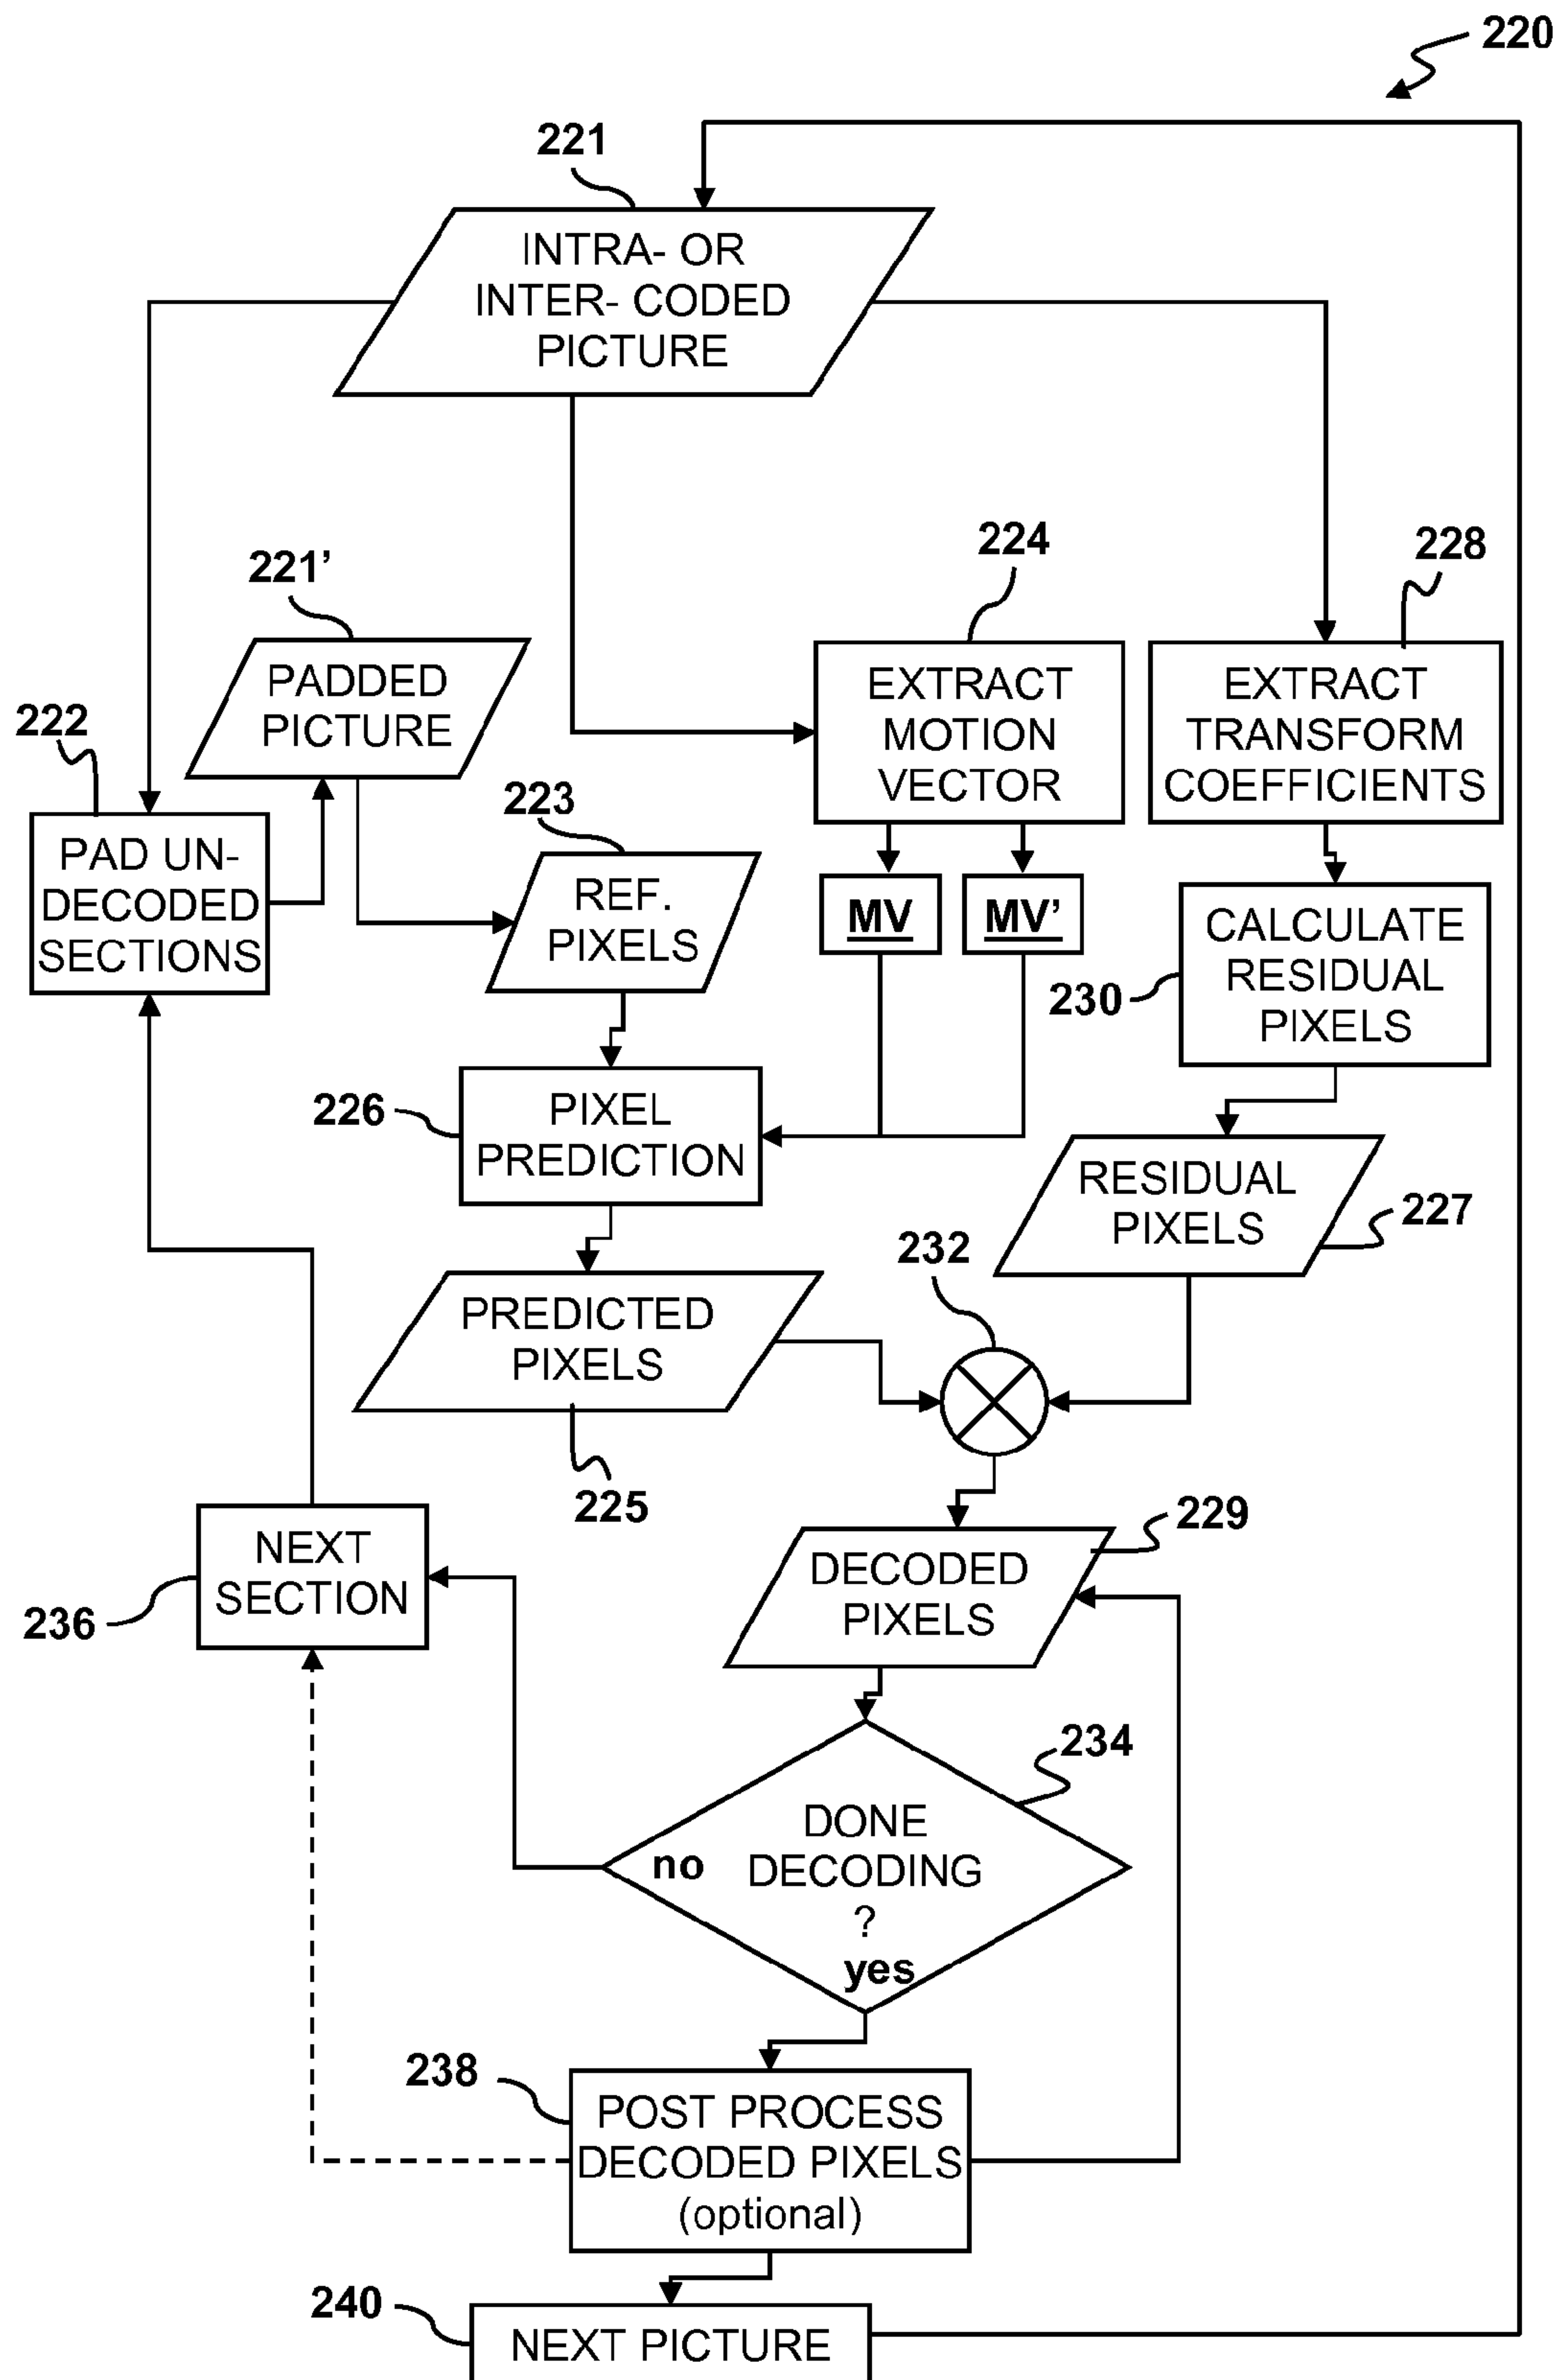 220
221
INTRA- OR
INTER- CODED
PICTURE
224
228
221’
PADDED
PICTURE
EXTRACT
MOTION
VECTOR
EXTRACT
TRANSFORM
COEFFICIENTS
222
223
PAD UN-
DECODED
SECTIONS
REF.
PIXELS
MV
MV’
CALCULATE
RESIDUAL
PIXELS
230
226
PIXEL
PREDICTION
RESIDUAL
PIXELS
227
232
PREDICTED
PIXELS
225
229
NEXT
SECTION
236
DECODED
PIXELS
234
DONE
no DECODING
?
yes
238
POST PROCESS
DECODED PIXELS
(optional)
240
NEXT PICTURE